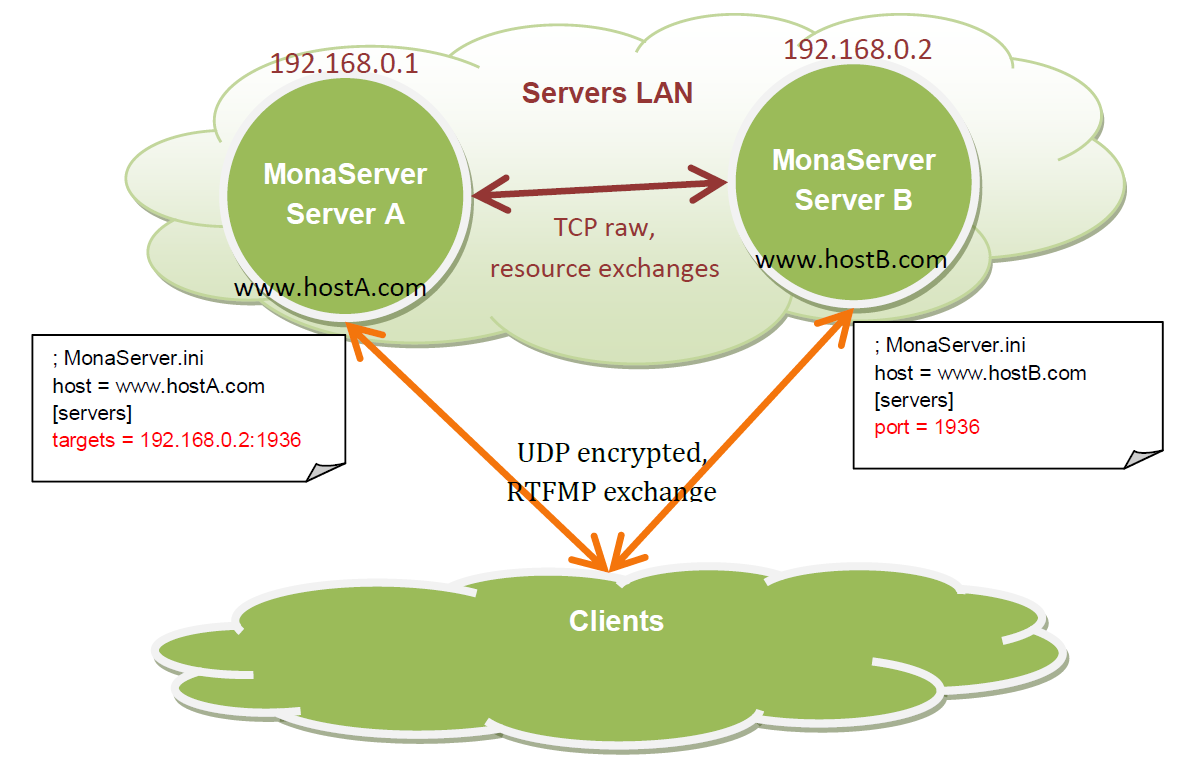 192.168.0.1
192.168.0.2
Servers LAN
MonaServer
Server A
www.hostA.com
MonaServer
Server B
www.hostB.com
TCP raw,
resource exchanges
; MonaServer.ini
host = www.hostA.com
[servers]
targets = 192.168.0.2:1936
; MonaServer.ini
host = www.hostB.com
[servers]
port = 1936
UDP encrypted,
RTFMP exchange
Clients